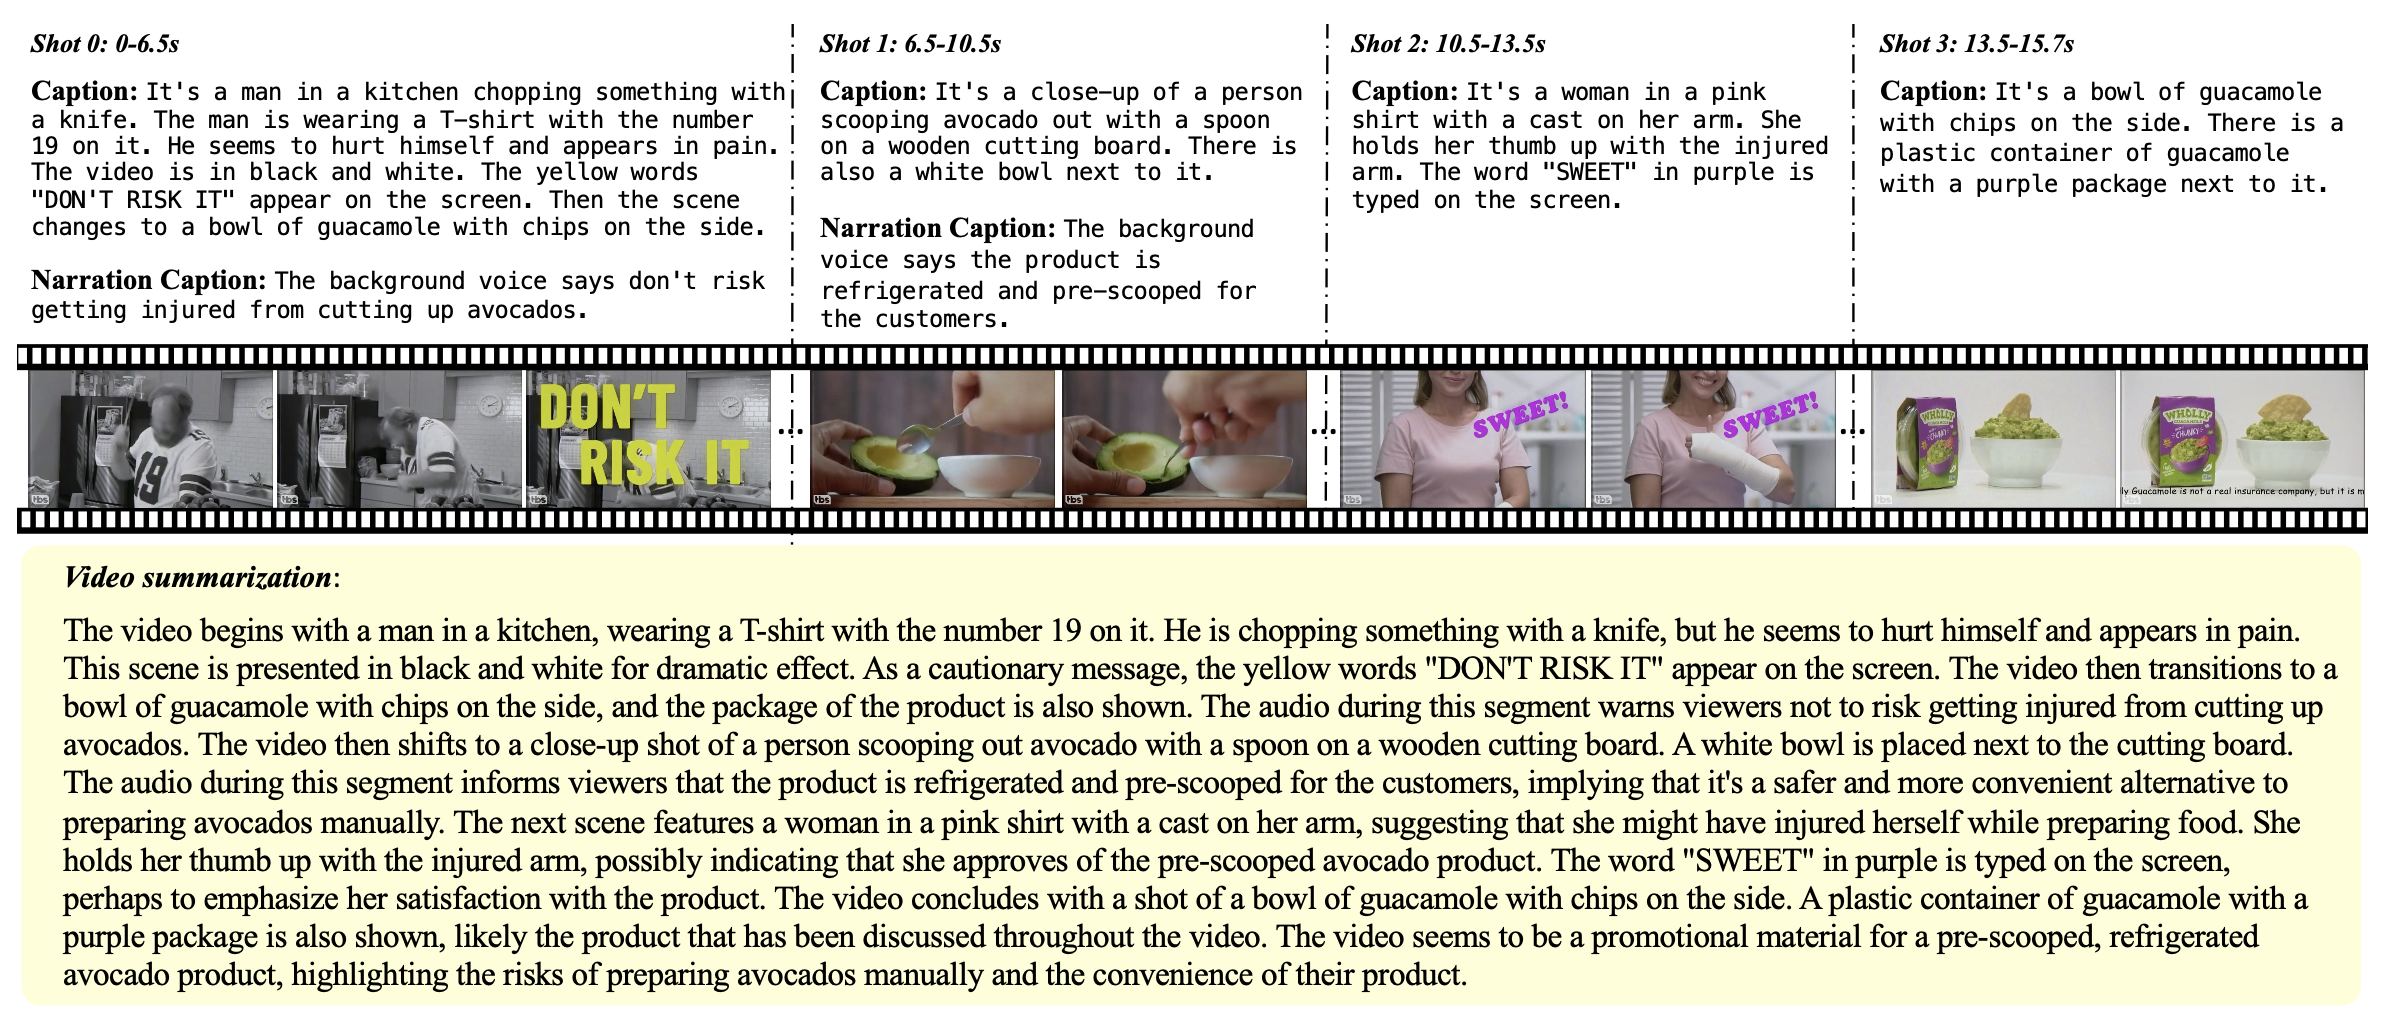 Shot 0: 0-6.5s
Caption: It's a man in a kitchen chopping something with
a knife. The man is wearing a T-shirt with the number
19 on it. He seems to hurt himself and appears in pain.
The video is in black and white. The yellow words
"DON'T RISK IT" appear on the screen. Then the scene
changes to a bowl of guacamole with chips on the side.
Narration Caption: The background voice says don't risk
getting injured from cutting up avocados.
Shot 1: 6.5-10.5s
Caption: It's a close-up of a person
scooping avocado out with a spoon
on a wooden cutting board. There is
also a white bowl next to it.
Narration Caption: The background
voice says the product is
refrigerated and pre-scooped for
the customers.
Shot 2: 10.5-13.5s
Caption: It's a woman in a pink
shirt with a cast on her arm. She
holds her thumb up with the injured
arm. The word "SWEET" in purple is
typed on the screen.
Shot 3: 13.5-15.7s
Caption: It's a bowl of guacamole
with chips on the side. There is a
plastic container of guacamole
with a purple package next to it.
19
tbs
tbs
DON'T
RISK IT
tbs
...
tbs
tbs
...
SWEET!
tbs
SWEET!
tbs
...
WHOLLY
CHUNKY
tbs
WHOLLY
CHUNKY
ly Guacamole is not a real insurance company, but it is m
Video summarization:
The video begins with a man in a kitchen, wearing a T-shirt with the number 19 on it. He is chopping something with a knife, but he seems to hurt himself and appears in pain.
This scene is presented in black and white for dramatic effect. As a cautionary message, the yellow words "DON'T RISK IT" appear on the screen. The video then transitions to a
bowl of guacamole with chips on the side, and the package of the product is also shown. The audio during this segment warns viewers not to risk getting injured from cutting up
avocados. The video then shifts to a close-up shot of a person scooping out avocado with a spoon on a wooden cutting board. A white bowl is placed next to the cutting board.
The audio during this segment informs viewers that the product is refrigerated and pre-scooped for the customers, implying that it's a safer and more convenient alternative to
preparing avocados manually. The next scene features a woman in a pink shirt with a cast on her arm, suggesting that she might have injured herself while preparing food. She
holds her thumb up with the injured arm, possibly indicating that she approves of the pre-scooped avocado product. The word "SWEET" in purple is typed on the screen,
perhaps to emphasize her satisfaction with the product. The video concludes with a shot of a bowl of guacamole with chips on the side. A plastic container of guacamole with a
purple package is also shown, likely the product that has been discussed throughout the video. The video seems to be a promotional material for a pre-scooped, refrigerated
avocado product, highlighting the risks of preparing avocados manually and the convenience of their product.